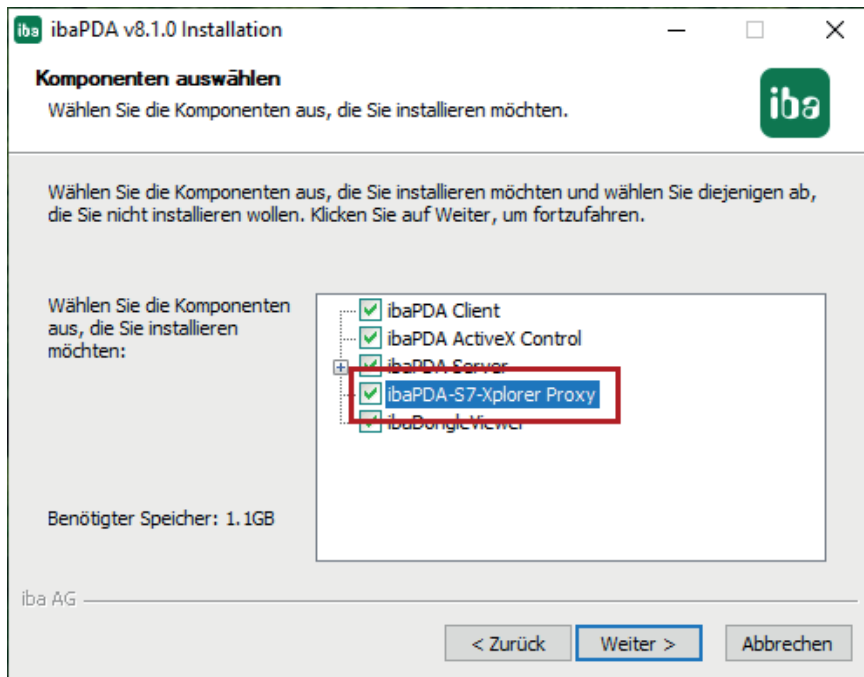 iba ibaPDA v8.1.0 Installation
Komponenten auswählen
Wählen Sie die Komponenten aus, die Sie installieren möchten.
iba
Wählen Sie die Komponenten aus, die Sie installieren möchten und wählen Sie diejenigen ab,
die Sie nicht installieren wollen. Klicken Sie auf Weiter, um fortzufahren.
Wählen Sie die Komponenten
aus, die Sie installieren
möchten:
ibaPDA Client
ibaPDA ActiveX Control
ibaPDA Server
ibaPDA-S7-Xplorer Proxy
ibaDongleViewer
Benötigter Speicher: 1.1GB
iba AG
< Zurück Weiter > Abbrechen